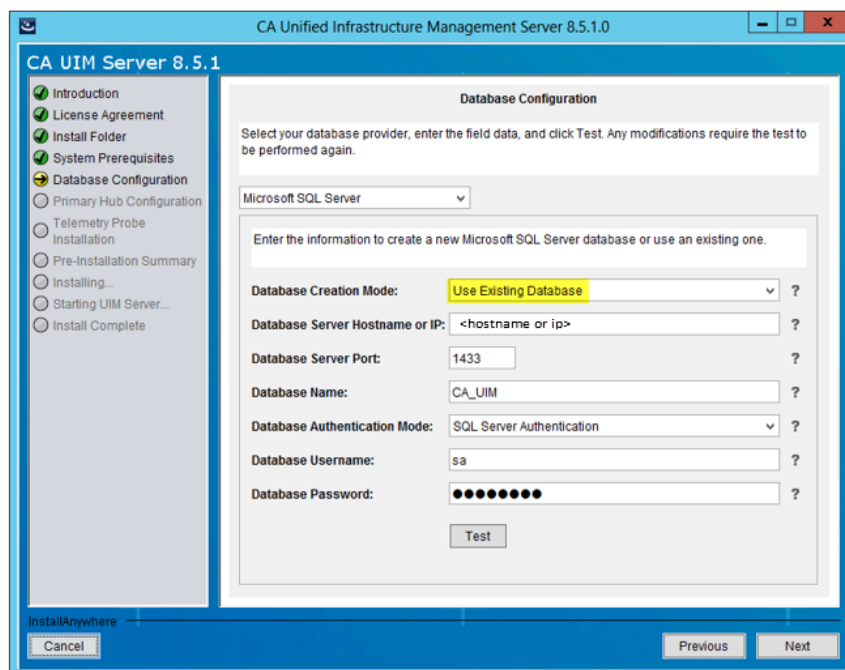 CA Unified Infrastructure Management Server 8.5.1.0
CA UIM Server 8.5.1
Introduction
License Agreement
Install Folder
System Prerequisites
Database Configuration
Primary Hub Configuration
Telemetry Probe
Installation
Pre-Installation Summary
Installing...
Starting UIM Server...
Install Complete
Database Configuration
Select your database provider, enter the field data, and click Test. Any modifications require the test to
be performed again.
Microsoft SQL Server
Enter the information to create a new Microsoft SQL Server database or use an existing one.
Database Creation Mode: Use Existing Database ?
Database Server Hostname or IP: <hostname or ip> ?
Database Server Port: 1433 ?
Database Name: CA_UIM ?
Database Authentication Mode: SQL Server Authentication ?
Database Username: sa ?
Database Password: ●●●●●●●● ?
Test
InstallAnywhere
Cancel Previous Next